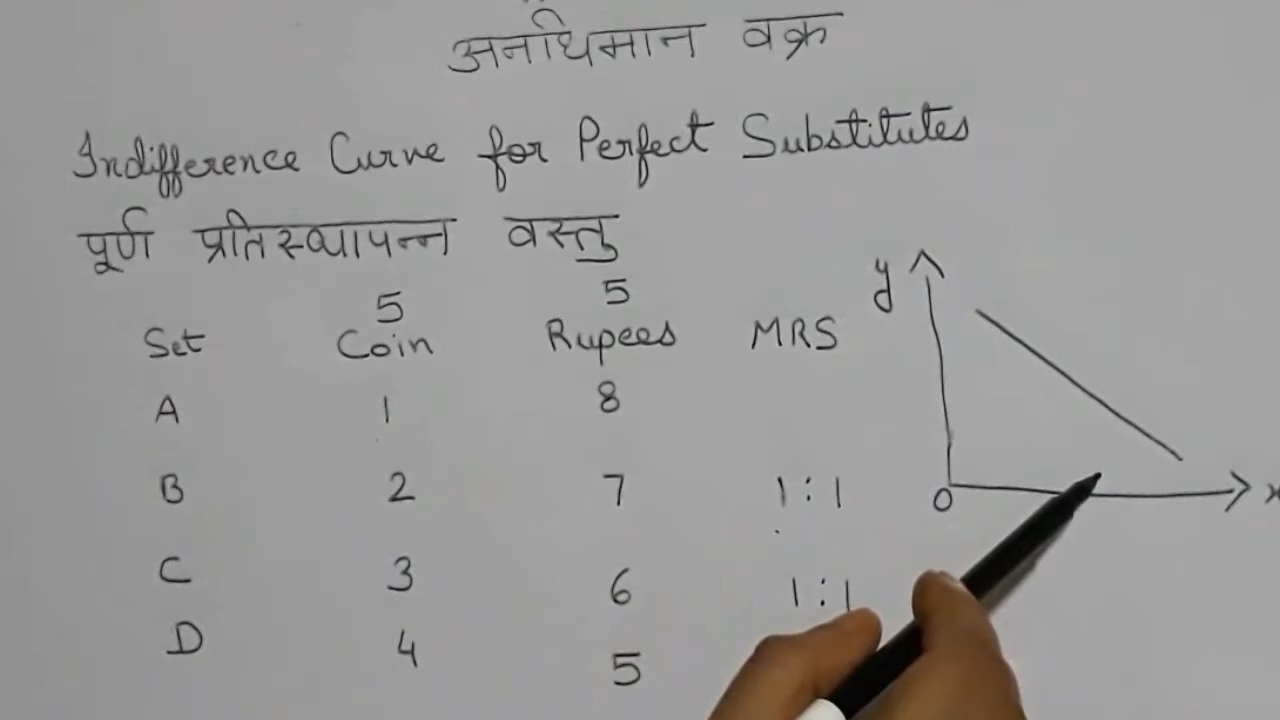 अनधिमान वक्र
Indifference Curve for Perfect Substitutes
पूर्ण प्रतिस्थापन्न वस्तु
5 5
Set Coin Rupees MRS
A 1 8
B 2 7 1:1
C 3 6 1:1
D 4 5
y
0 x